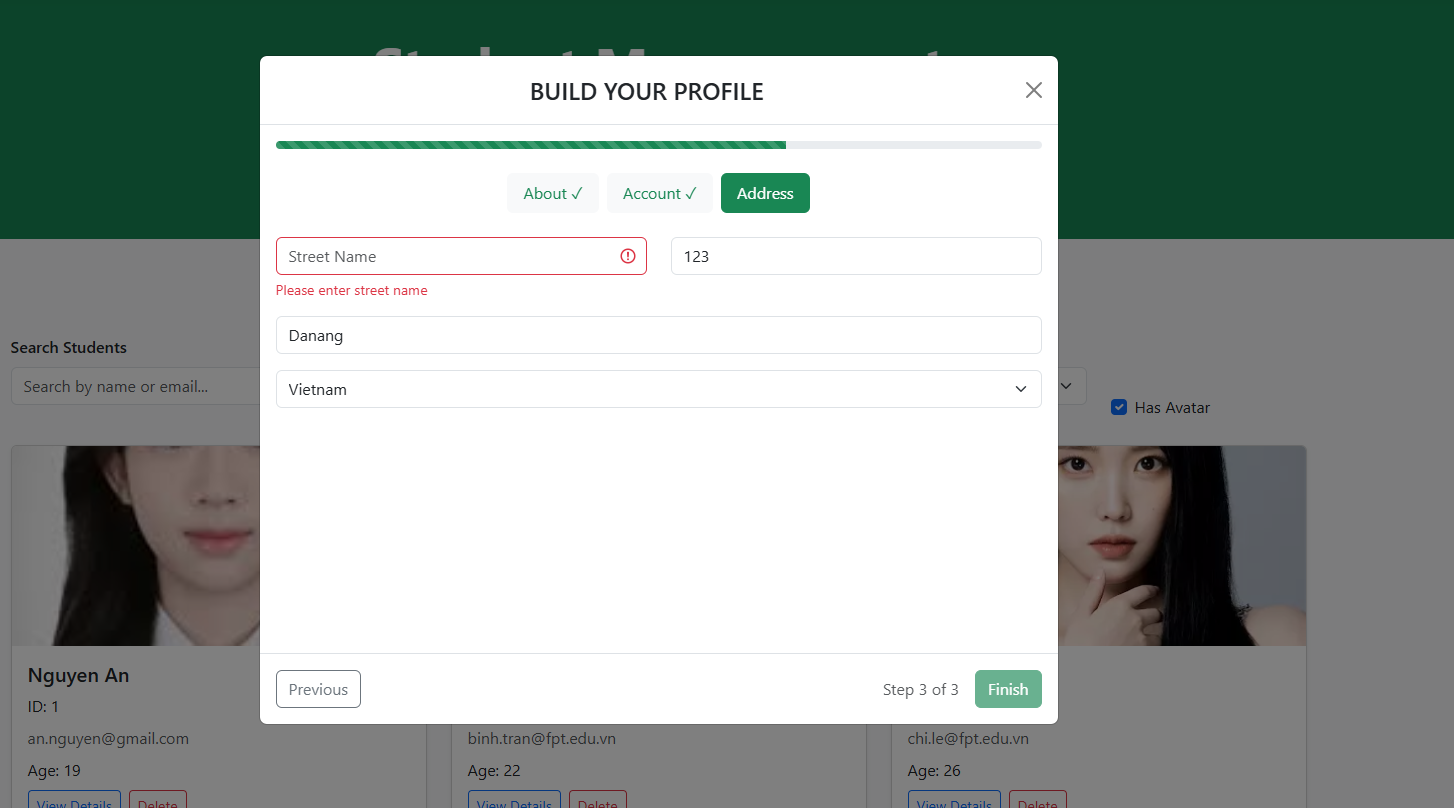 BUILD YOUR PROFILE
About ✓
Account ✓
Address
Street Name
123
Please enter street name
Danang
Vietnam
Previous
Step 3 of 3
Finish
Search Students
Search by name or email...
Has Avatar
Nguyen An
ID: 1
an.nguyen@gmail.com
Age: 19
View Details
Delete
binh.tran@fpt.edu.vn
Age: 22
View Details
Delete
chi.le@fpt.edu.vn
Age: 26
View Details
Delete